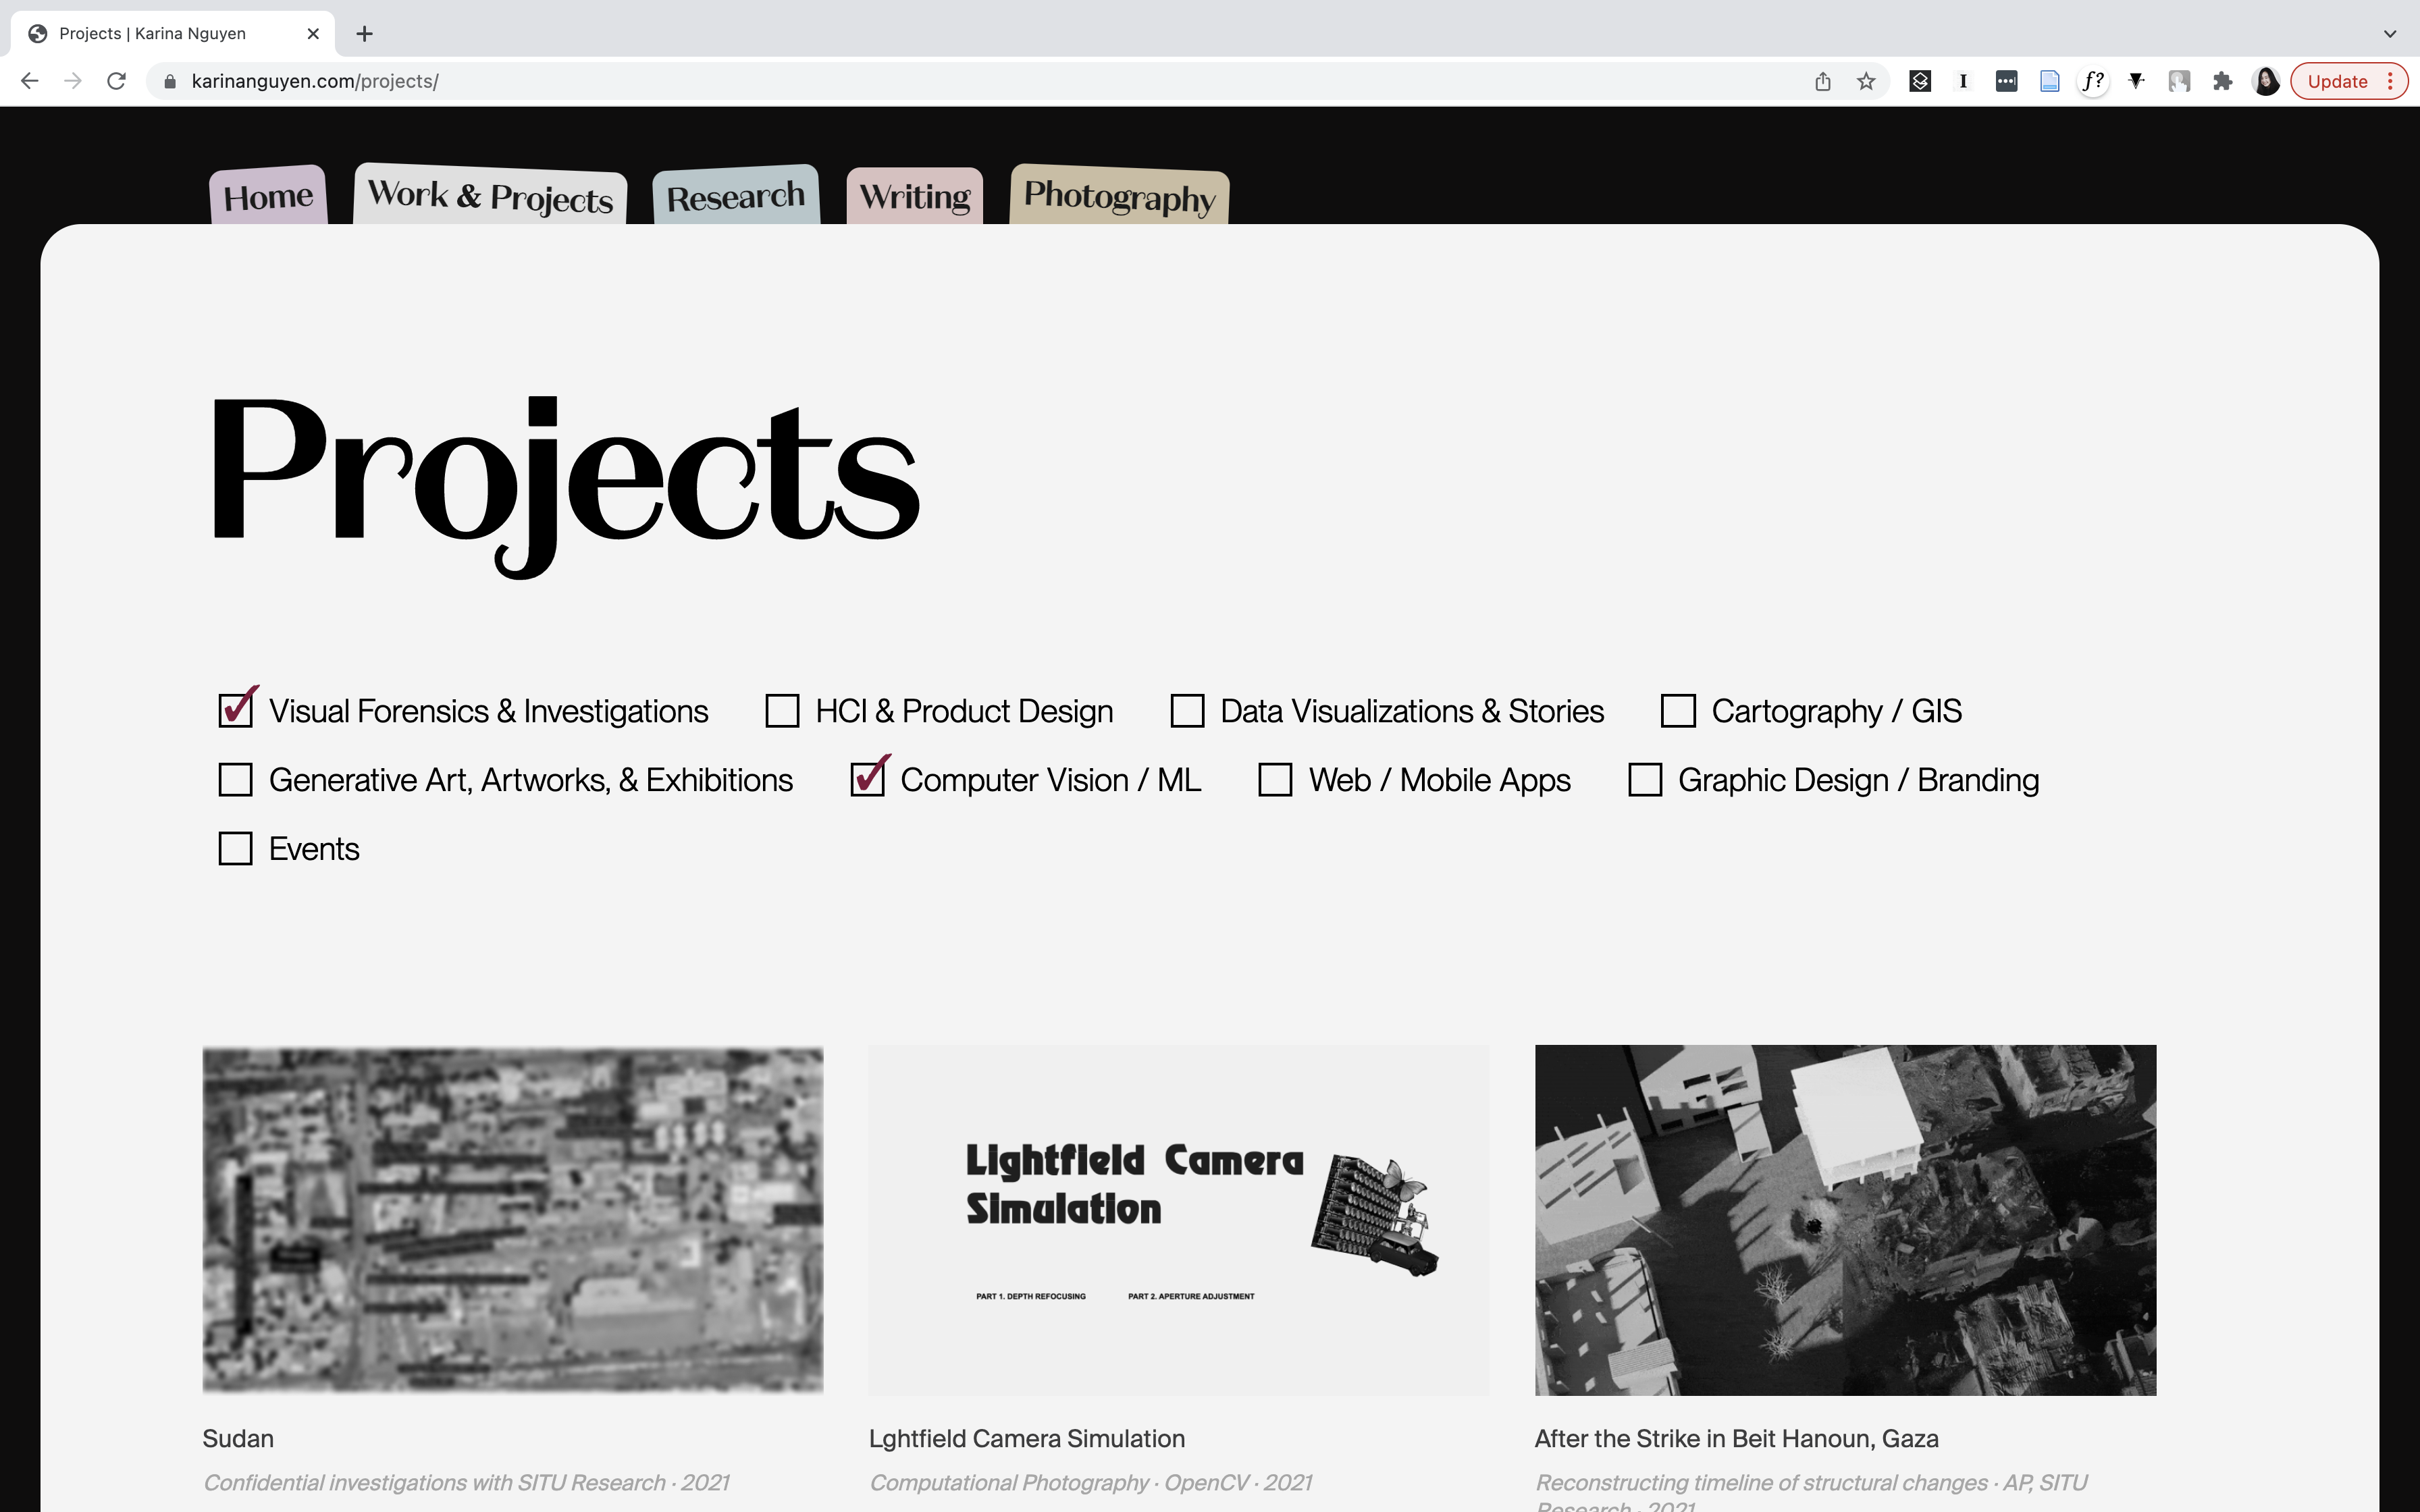 Projects | Karina Nguyen
karinanguyen.com/projects/
I
f?
Update
Home
Work & Projects
Research
Writing
Photography
Projects
Visual Forensics & Investigations
HCI & Product Design
Data Visualizations & Stories
Cartography / GIS
Generative Art, Artworks, & Exhibitions
Computer Vision / ML
Web / Mobile Apps
Graphic Design / Branding
Events
Lightfield Camera
Simulation
PART 1. DEPTH REFOCUSING
PART 2. APERTURE ADJUSTMENT
Sudan
Confidential investigations with SITU Research · 2021
Lghtfield Camera Simulation
Computational Photography · OpenCV · 2021
After the Strike in Beit Hanoun, Gaza
Reconstructing timeline of structural changes · AP, SITU
Research · 2021